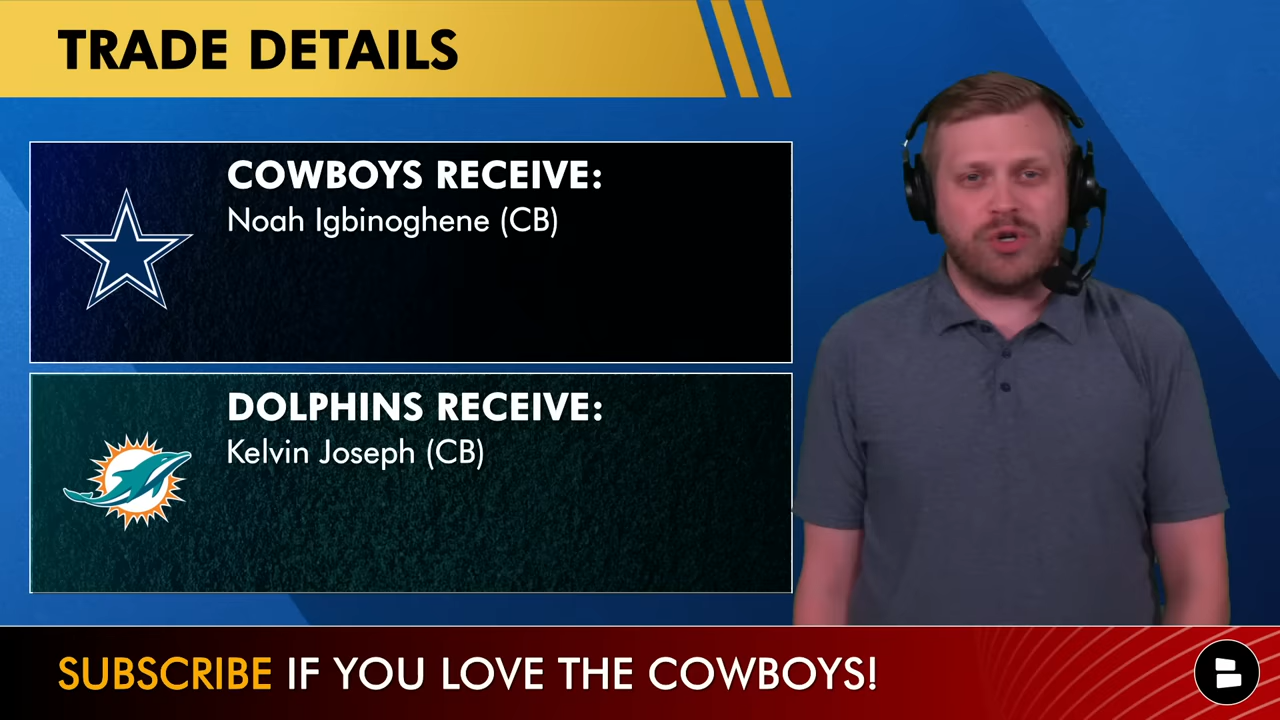 TRADE DETAILS
COWBOYS RECEIVE:
Noah Igbinoghene (CB)
DOLPHINS RECEIVE:
Kelvin Joseph (CB)
SUBSCRIBE IF YOU LOVE THE COWBOYS!